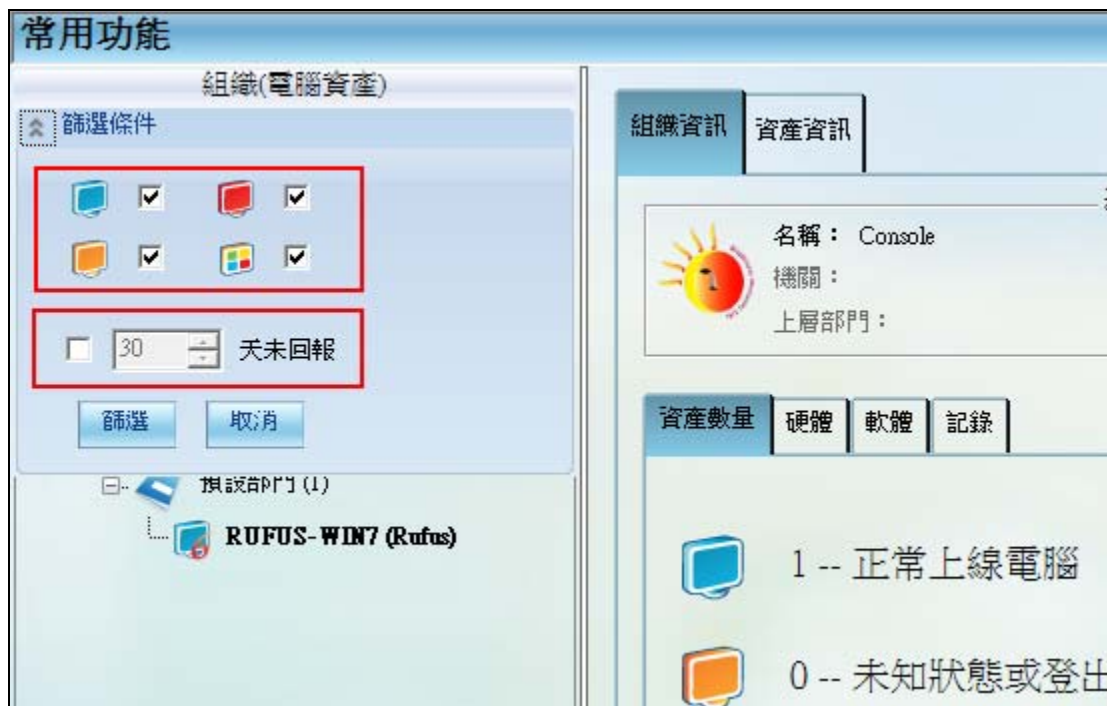 常用功能
組織(電腦資產)
篩選條件
30 天未回報
篩選 取消
預設部門 (1)
RUFUS-WIN7 (Rufus)
組織資訊 資產資訊
名稱： Console
機關：
上層部門：
資產數量 硬體 軟體 記錄
1 -- 正常上線電腦
0 -- 未知狀態或登出